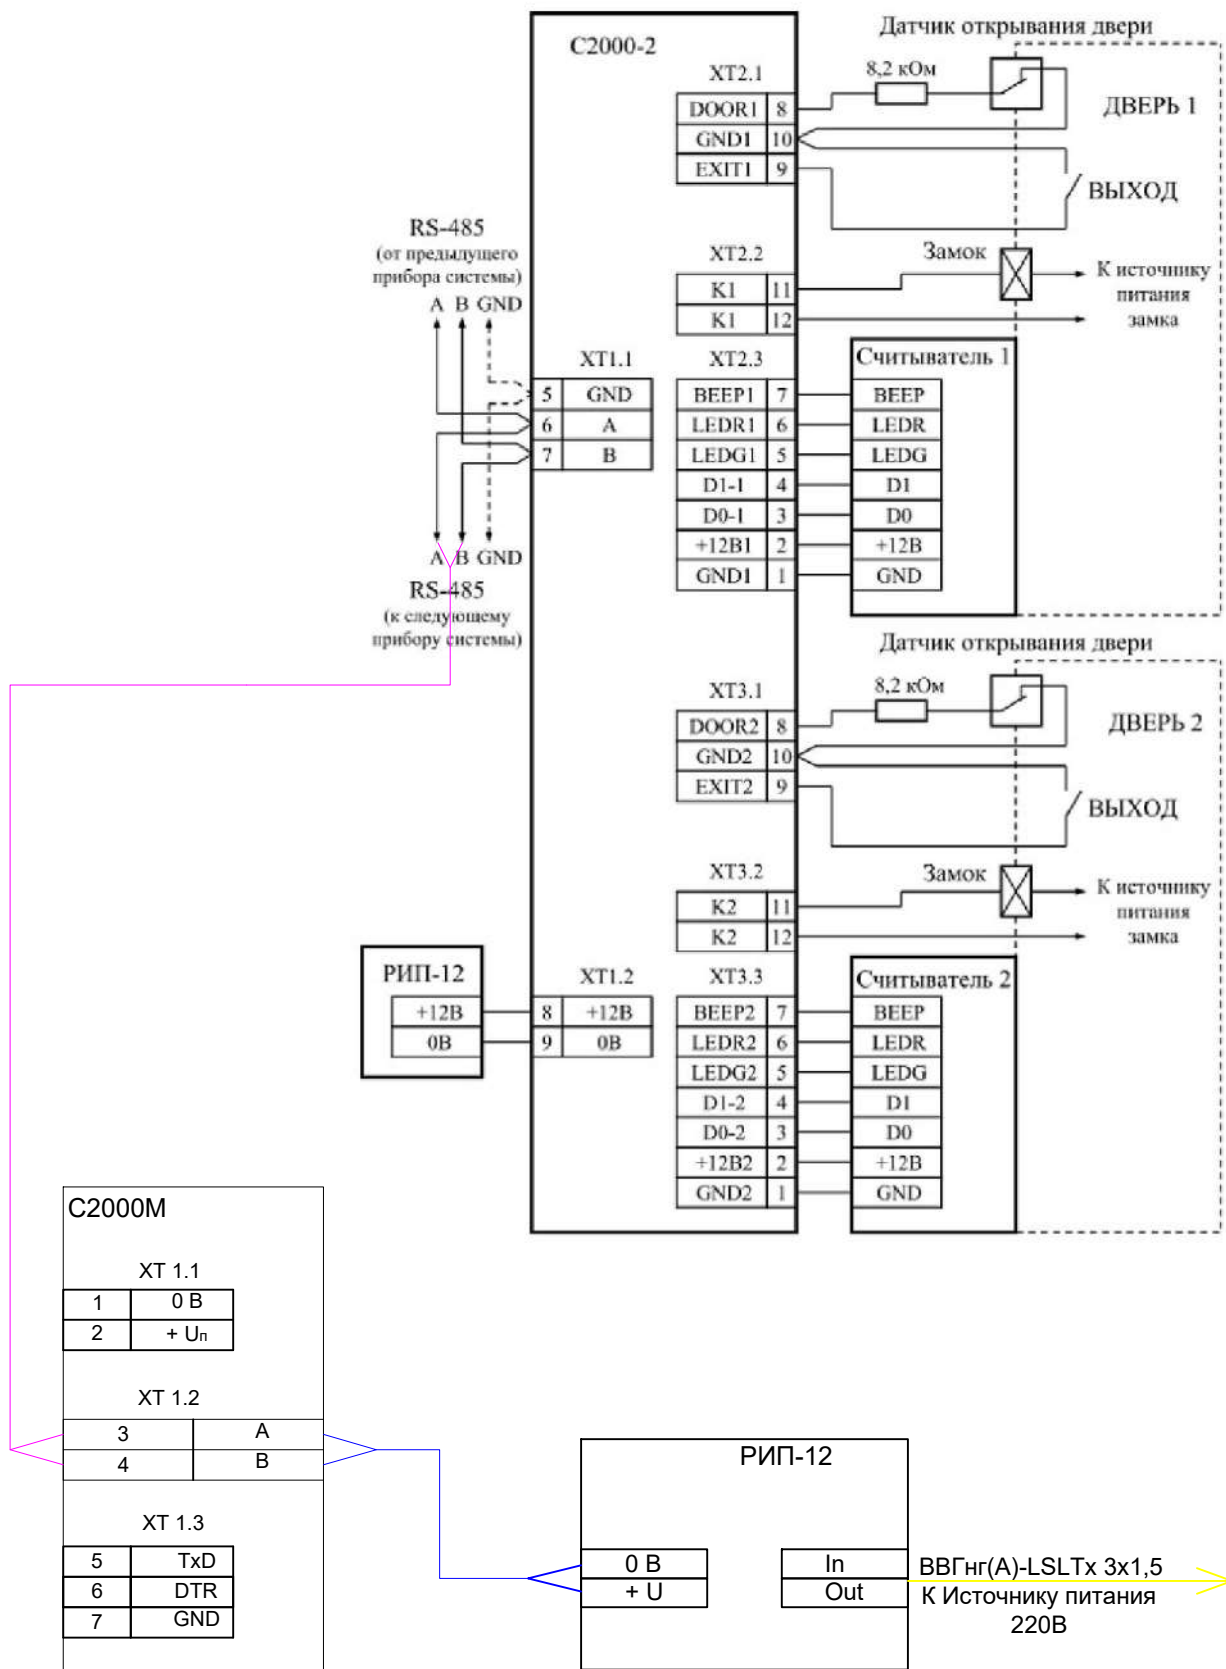 С2000-2
Датчик открывания двери
XT2.1
8,2 кОм
DOOR1 8
GND1 10
EXIT1 9
ДВЕРЬ 1
ВЫХОД
RS-485
(от предыдущего
прибора системы)
A B GND
XT2.2
K1 11
K1 12
Замок
К источнику
питания
замка
XT1.1
5 GND
6 A
7 B
XT2.3
BEEP1 7
LEDR1 6
LEDG1 5
D1-1 4
D0-1 3
+12B1 2
GND1 1
Считыватель 1
BEEP
LEDR
LEDG
D1
D0
+12B
GND
A B GND
RS-485
(к следующему
прибору системы)
Датчик открывания двери
XT3.1
8,2 кОм
DOOR2 8
GND2 10
EXIT2 9
ДВЕРЬ 2
ВЫХОД
XT3.2
K2 11
K2 12
Замок
К источнику
питания
замка
РИП-12
+12В
0В
XT1.2
8 +12В
9 0В
XT3.3
BEEP2 7
LEDR2 6
LEDG2 5
D1-2 4
D0-2 3
+12B2 2
GND2 1
Считыватель 2
BEEP
LEDR
LEDG
D1
D0
+12B
GND
С2000М
XT 1.1
1 0 В
2 + Uп
XT 1.2
3 A
4 B
XT 1.3
5 TxD
6 DTR
7 GND
РИП-12
0 В
+ U
In
Out
ВВГнг(А)-LSLTx 3х1,5
К Источнику питания
220В